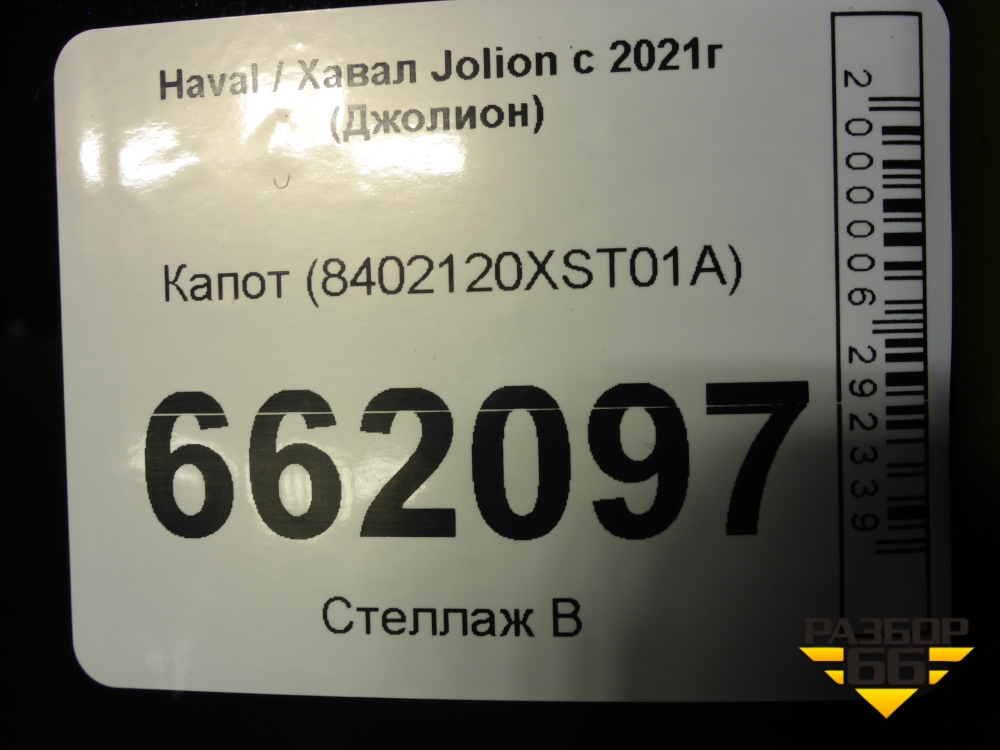 Haval / Хавал Jolion с 2021г
(Джолион)
Капот (8402120XST01A)
662097
Стеллаж В
2000006292339
РАЗБОР
66